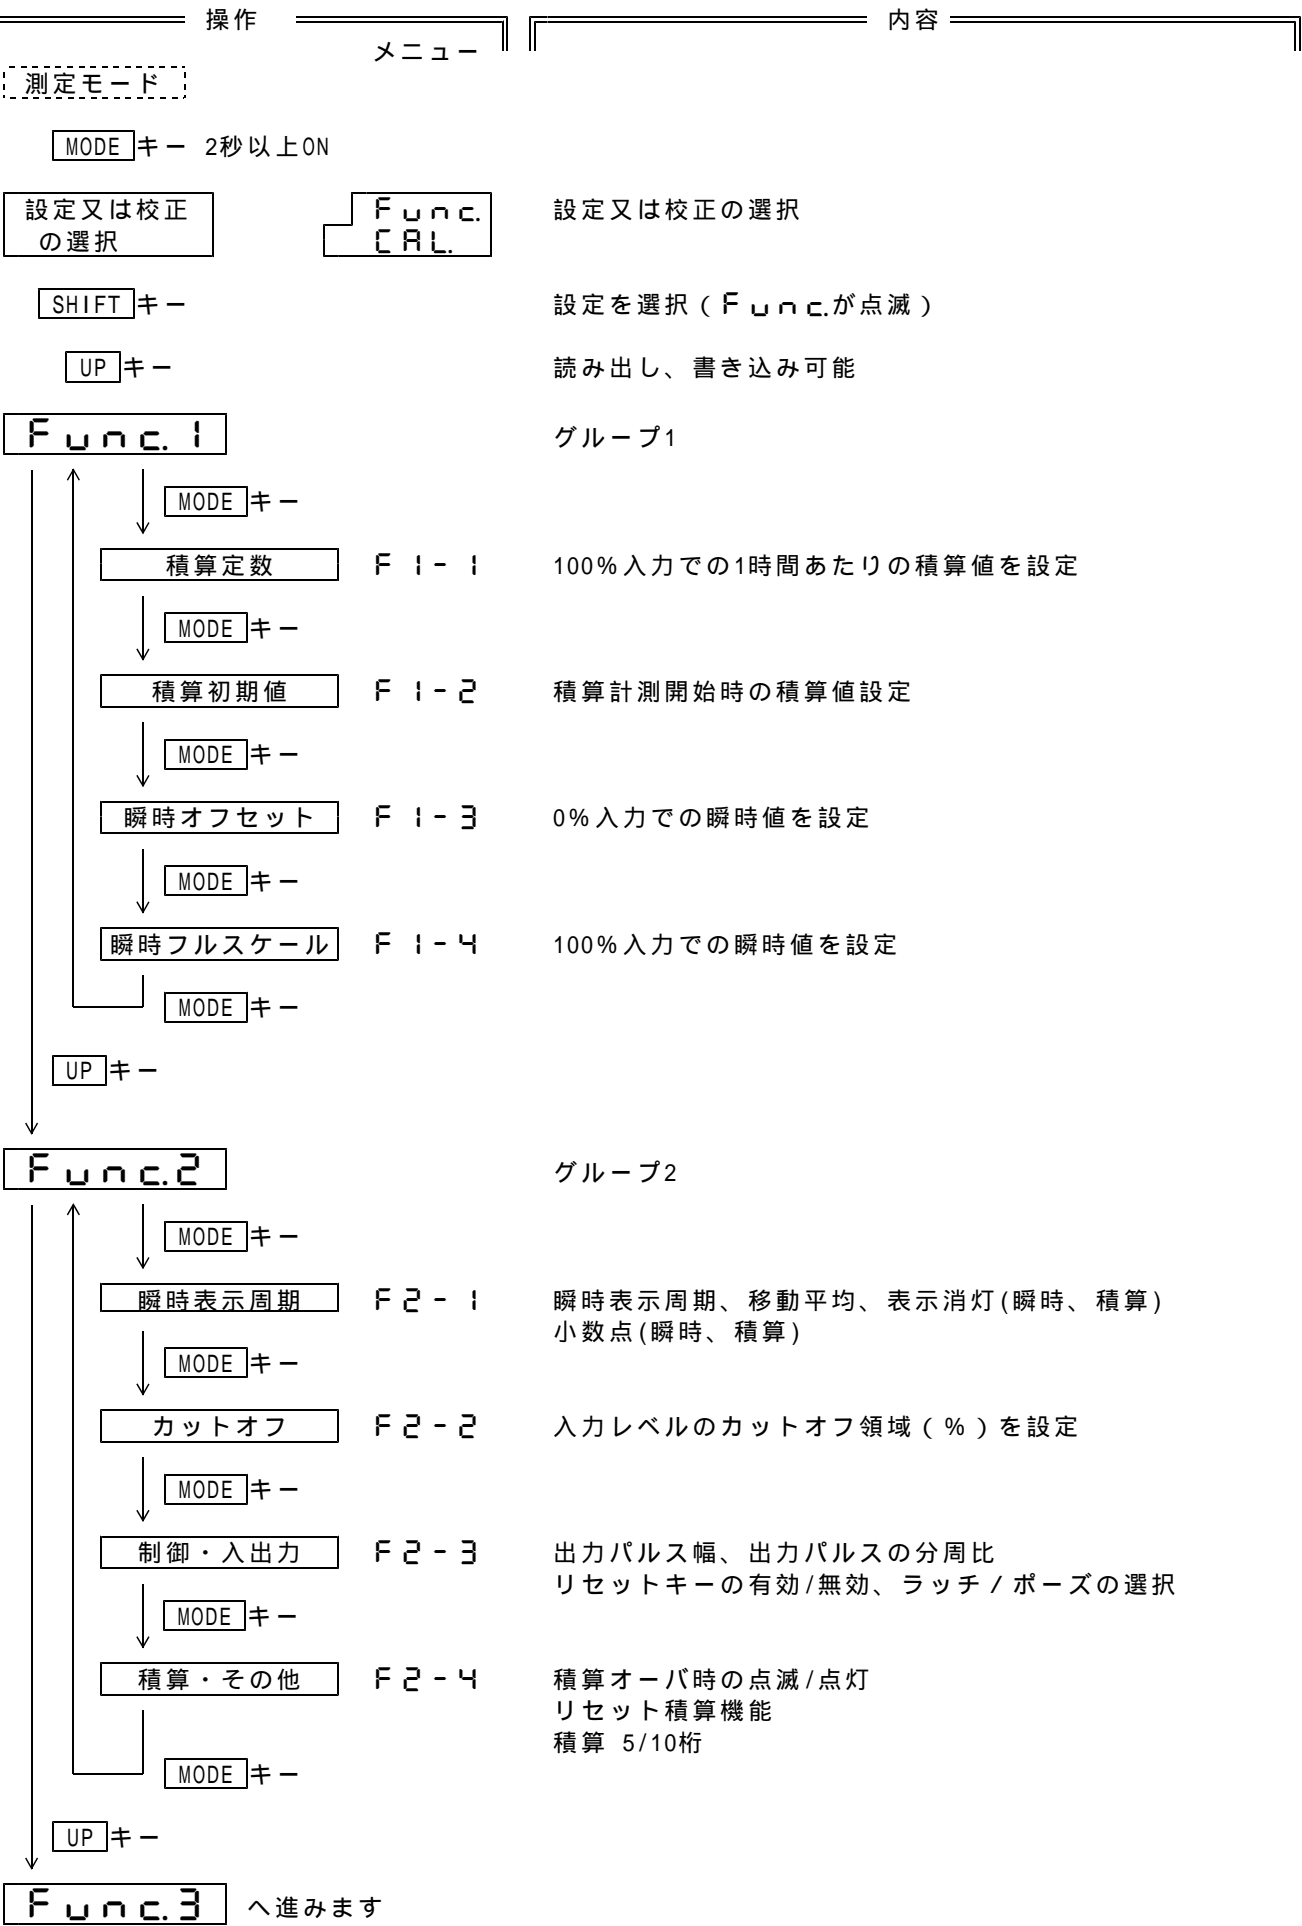 操作 内容
メニュー
測定モード
MODE キー 2秒以上ON
設定又は校正 Func. 設定又は校正の選択
の選択 CAL.
SHIFT キー 設定を選択（Func.が点滅）
UP キー 読み出し、書き込み可能
Func.1 グループ1
MODE キー
積算定数 F1-1 100%入力での1時間あたりの積算値を設定
MODE キー
積算初期値 F1-2 積算計測開始時の積算値設定
MODE キー
瞬時オフセット F1-3 0%入力での瞬時値を設定
MODE キー
瞬時フルスケール F1-4 100%入力での瞬時値を設定
MODE キー
UP キー
Func.2 グループ2
MODE キー
瞬時表示周期 F2-1 瞬時表示周期、移動平均、表示消灯(瞬時、積算)
小数点(瞬時、積算)
MODE キー
カットオフ F2-2 入力レベルのカットオフ領域（%）を設定
MODE キー
制御・入出力 F2-3 出力パルス幅、出力パルスの分周比
リセットキーの有効/無効、ラッチ／ポーズの選択
MODE キー
積算・その他 F2-4 積算オーバ時の点滅/点灯
リセット積算機能
積算 5/10桁
MODE キー
UP キー
Func.3 へ進みます